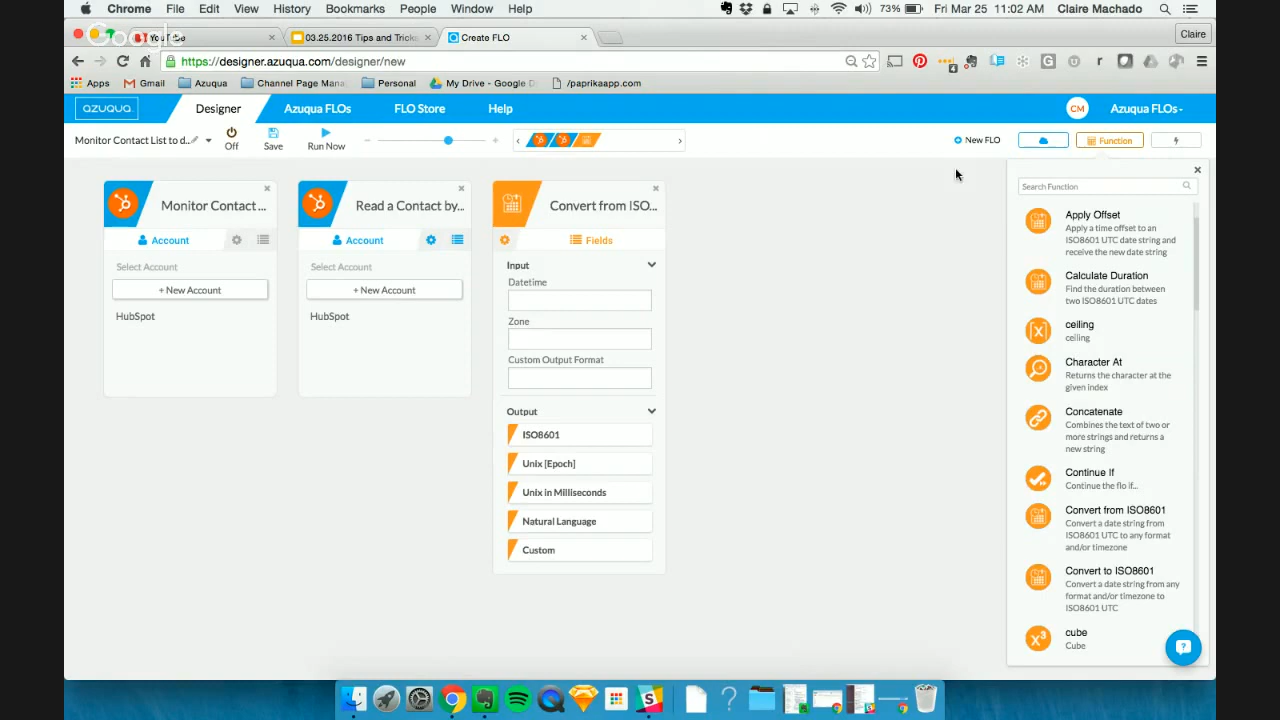 Chrome File Edit View History Bookmarks People Window Help 73% Fri Mar 25 11:02 AM Claire Machado
Google
YouTube 03.25.2016 Tips and Tricks Create FLO Claire
https://designer.azuqua.com/designer/new
Apps Gmail Azuqua Channel Page Mana Personal My Drive - Google D /paprikaapp.com
azuqua Designer Azuqua FLOs FLO Store Help CM Azuqua FLOs
Monitor Contact List to d.. Off Save Run Now New FLO Function
Search Function
Monitor Contact ...
Account
Select Account
+ New Account
HubSpot
Read a Contact by...
Account
Select Account
+ New Account
HubSpot
Convert from ISO...
Fields
Input
Datetime
Zone
Custom Output Format
Output
ISO8601
Unix [Epoch]
Unix in Milliseconds
Natural Language
Custom
Apply Offset
Apply a time offset to an
ISO8601 UTC date string and
receive the new date string
Calculate Duration
Find the duration between
two ISO8601 UTC dates
ceiling
ceiling
Character At
Returns the character at the
given index
Concatenate
Combines the text of two or
more strings and returns a
new string
Continue If
Continue the flo if...
Convert from ISO8601
Convert a date string from
ISO8601 UTC to any format
and/or timezone
Convert to ISO8601
Convert a date string from any
format and/or timezone to
ISO8601 UTC
x³ cube
Cube